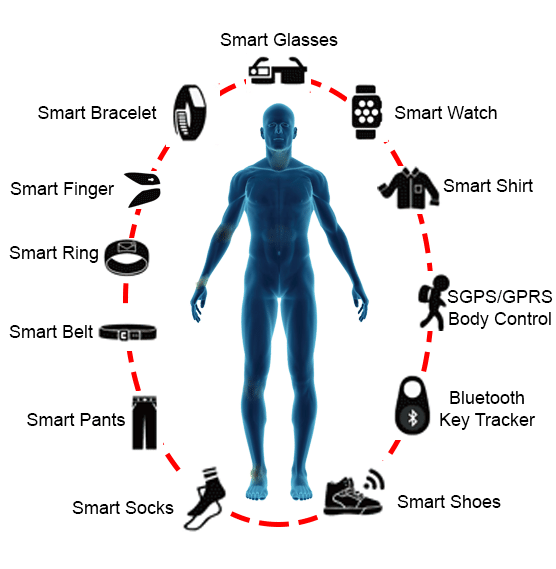 Smart Glasses
Smart Bracelet
Smart Watch
Smart Finger
Smart Shirt
Smart Ring
SGPS/GPRS
Body Control
Smart Belt
Bluetooth
Key Tracker
Smart Pants
Smart Socks
Smart Shoes